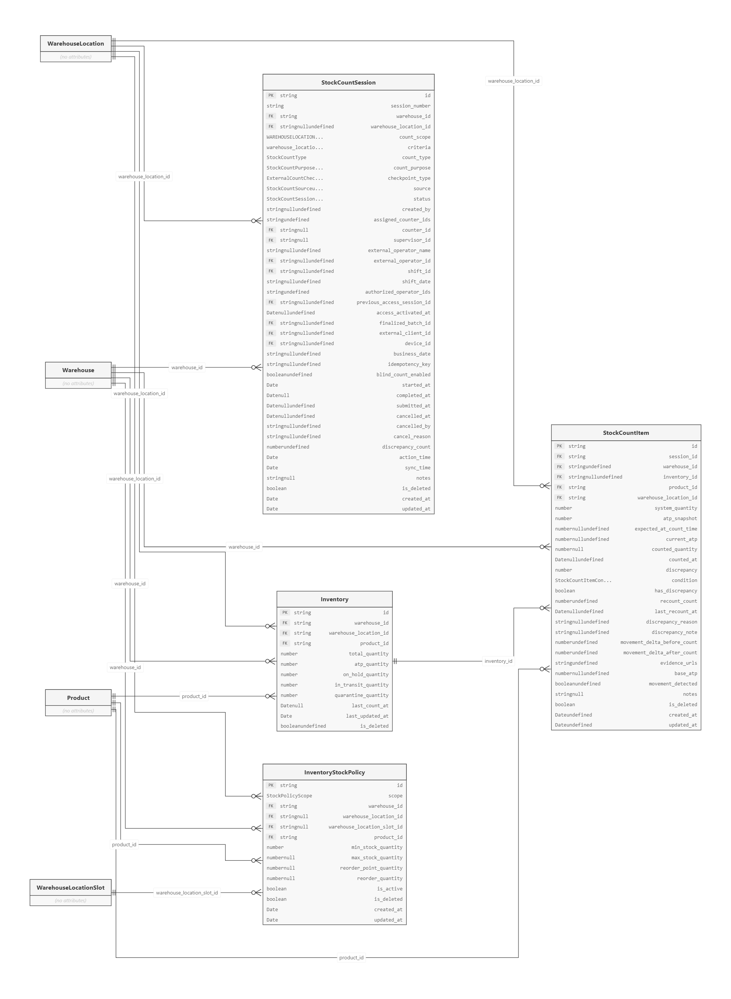 WarehouseLocation
(no attributes)
warehouse_location_id
StockCountSession
PK string id
string session_number
FK string warehouse_id
FK stringnullundefined warehouse_location_id
WAREHOUSELOCATION... count_scope
warehouse_locatio... criteria
StockCountType count_type
StockCountPurpose... count_purpose
ExternalCountChec... checkpoint_type
StockCountSourceu... source
StockCountSession... status
stringnullundefined created_by
stringundefined assigned_counter_ids
FK stringnull counter_id
FK stringnull supervisor_id
stringnullundefined external_operator_name
FK stringnullundefined external_operator_id
FK stringnullundefined shift_id
stringnullundefined shift_date
stringundefined authorized_operator_ids
FK stringnullundefined previous_access_session_id
Datenullundefined access_activated_at
FK stringnullundefined finalized_batch_id
FK stringnullundefined external_client_id
FK stringnullundefined device_id
stringnullundefined business_date
stringnullundefined idempotency_key
booleanundefined blind_count_enabled
Date started_at
Datenull completed_at
Datenullundefined submitted_at
Datenullundefined cancelled_at
stringnullundefined cancelled_by
stringnullundefined cancel_reason
numberundefined discrepancy_count
Date action_time
Date sync_time
stringnull notes
boolean is_deleted
Date created_at
Date updated_at
warehouse_location_id
Warehouse
(no attributes)
warehouse_id
warehouse_location_id
warehouse_location_id
StockCountItem
PK string id
FK string session_id
FK stringundefined warehouse_id
FK stringnullundefined inventory_id
FK string product_id
FK string warehouse_location_id
number system_quantity
number atp_snapshot
numbernullundefined expected_at_count_time
numbernullundefined current_atp
numbernull counted_quantity
Datenullundefined counted_at
number discrepancy
StockCountItemCon... condition
boolean has_discrepancy
numberundefined recount_count
Datenullundefined last_recount_at
stringnullundefined discrepancy_reason
stringnullundefined discrepancy_note
numberundefined movement_delta_before_count
numberundefined movement_delta_after_count
stringundefined evidence_urls
numbernullundefined base_atp
booleanundefined movement_detected
stringnull notes
boolean is_deleted
Dateundefined created_at
Dateundefined updated_at
warehouse_id
warehouse_id
Inventory
PK string id
FK string warehouse_id
FK string warehouse_location_id
FK string product_id
number total_quantity
number atp_quantity
number on_hold_quantity
number in_transit_quantity
number quarantine_quantity
Datenull last_count_at
Date last_updated_at
booleanundefined is_deleted
inventory_id
warehouse_id
Product
(no attributes)
product_id
InventoryStockPolicy
PK string id
StockPolicyScope scope
FK string warehouse_id
FK stringnull warehouse_location_id
FK stringnull warehouse_location_slot_id
FK string product_id
number min_stock_quantity
numbernull max_stock_quantity
numbernull reorder_point_quantity
numbernull reorder_quantity
boolean is_active
boolean is_deleted
Date created_at
Date updated_at
product_id
WarehouseLocationSlot
(no attributes)
warehouse_location_slot_id
product_id